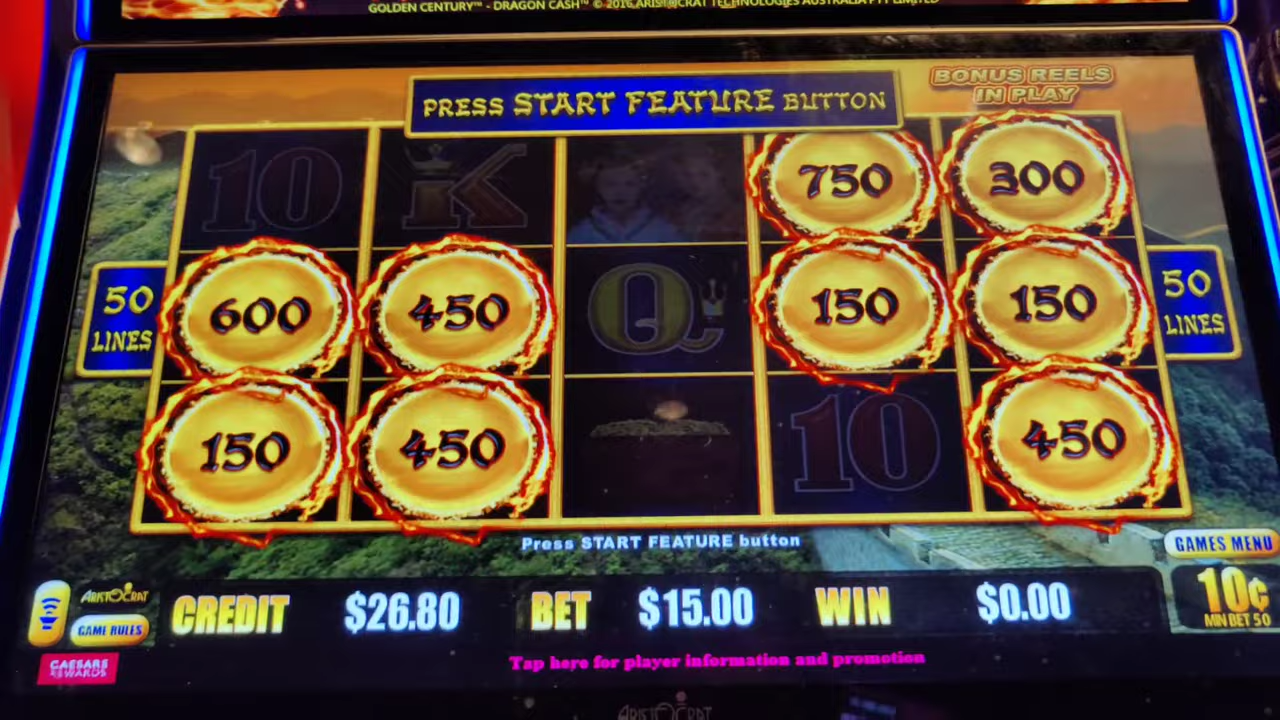 GOLDEN CENTURY™ - DRAGON CASH™ © 2016 ARISTOCRAT TECHNOLOGIES AUSTRALIA PTY LIMITED
PRESS START FEATURE BUTTON
BONUS REELS
IN PLAY
10 K 750 300
50
LINES
600 450 Q 150 150
50
LINES
150 450 10 450
Press START FEATURE button
GAMES MENU
ARISTOCRAT
GAME RULES
CREDIT $26.80 BET $15.00 WIN $0.00
10¢
MIN BET 50
CAESARS
REWARDS
Tap here for player information and promotion
ARISTOCRAT